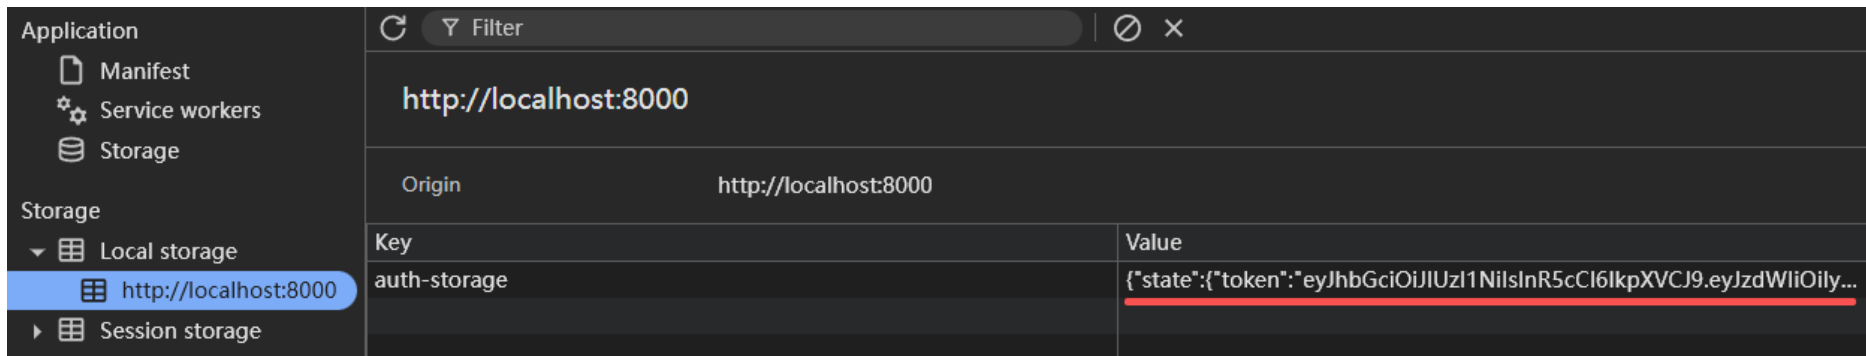 Application
Manifest
Service workers
Storage
Storage
Local storage
http://localhost:8000
Session storage
Filter
http://localhost:8000
Origin http://localhost:8000
Key Value
auth-storage {"state":{"token":"eyJhbGciOiJIUzI1NiIsInR5cCI6IkpXVCJ9.eyJzdWIiOiIy...